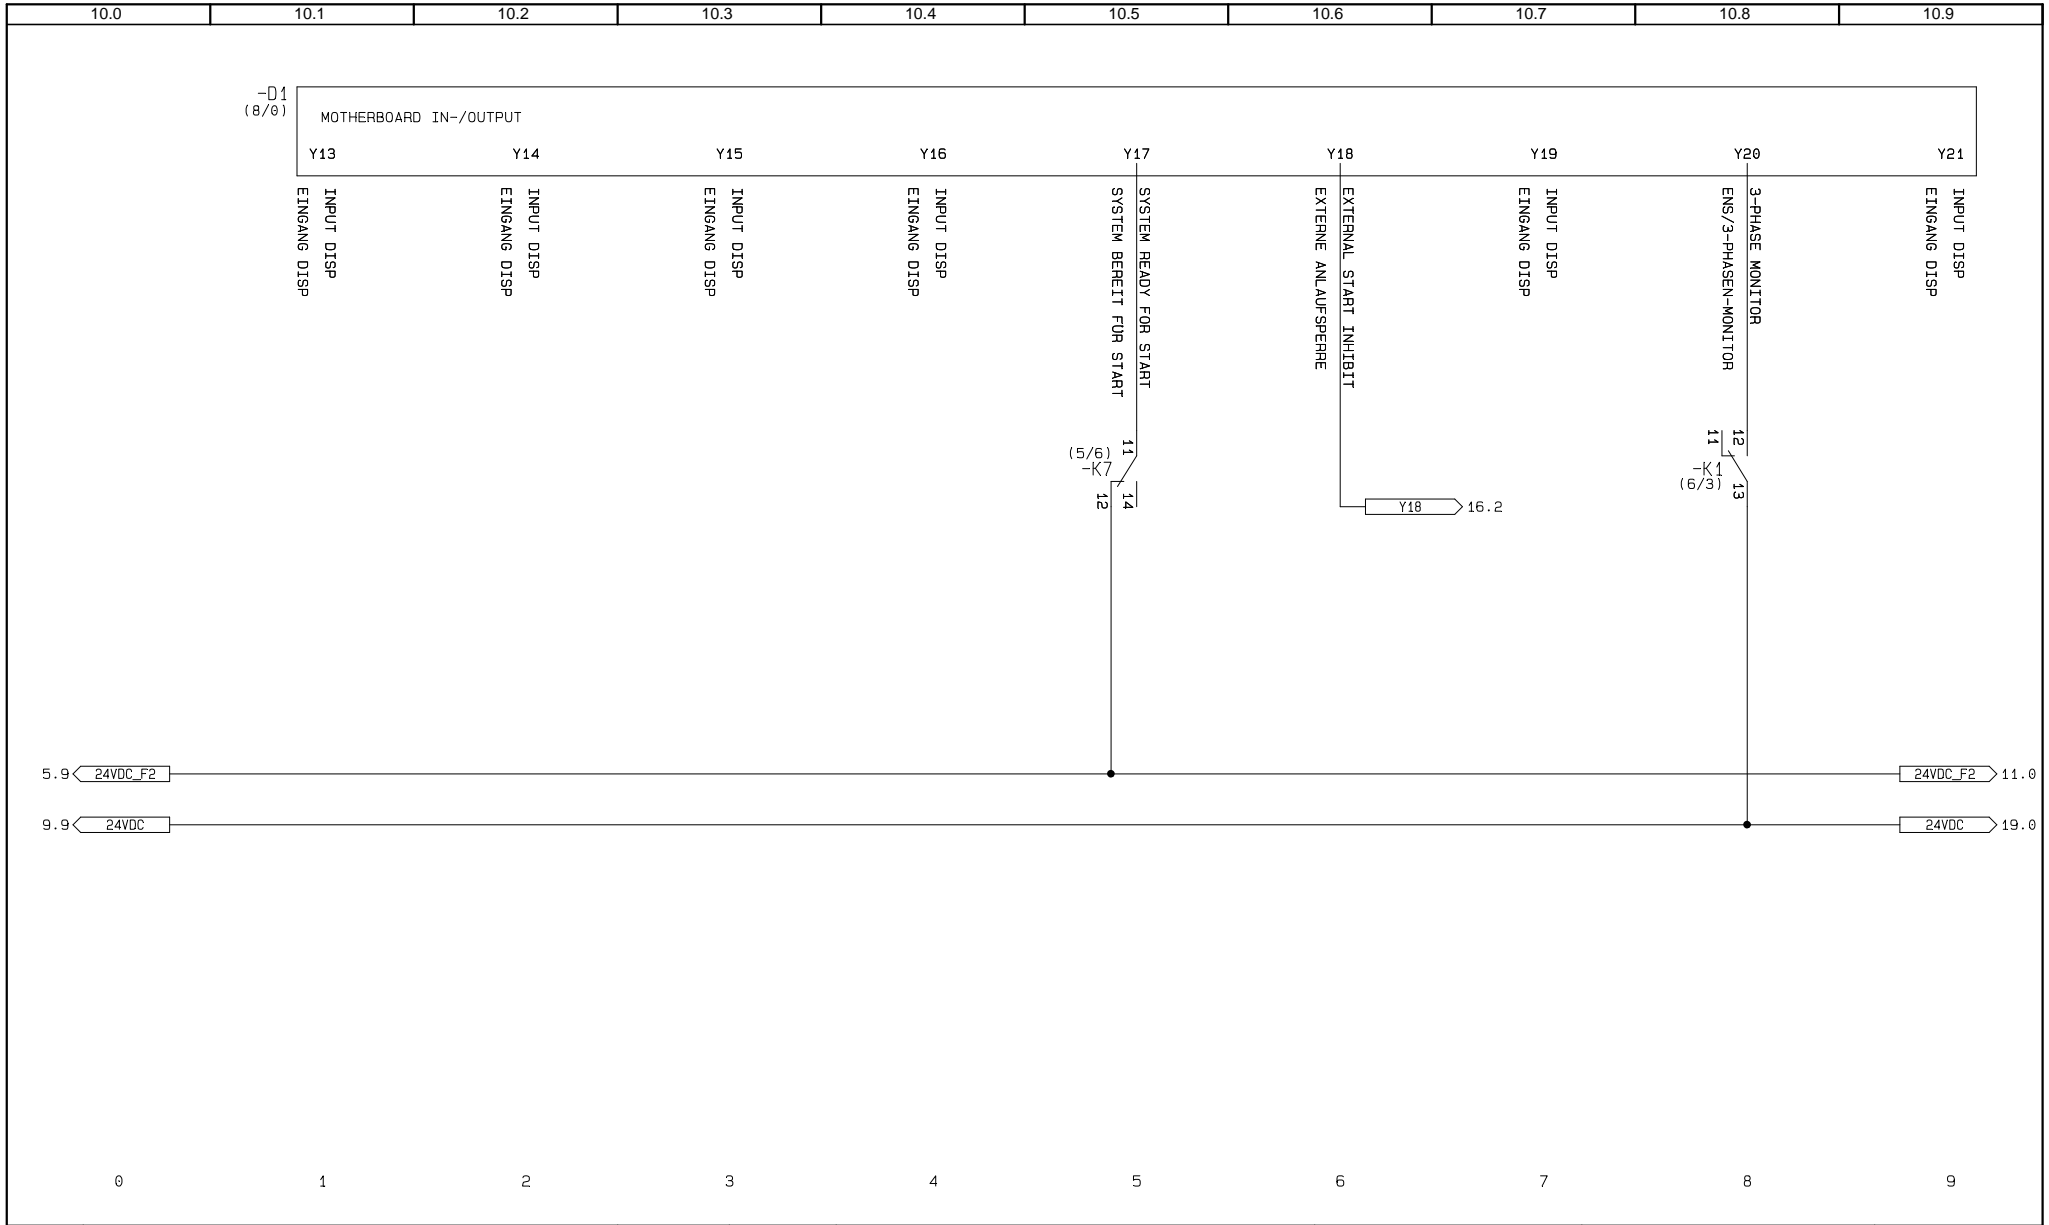 10.0 10.1 10.2 10.3 10.4 10.5 10.6 10.7 10.8 10.9
-D1
(8/0)
MOTHERBOARD IN-/OUTPUT
Y13 Y14 Y15 Y16 Y17 Y18 Y19 Y20 Y21
INPUT DISP
EINGANG DISP
INPUT DISP
EINGANG DISP
INPUT DISP
EINGANG DISP
INPUT DISP
EINGANG DISP
SYSTEM READY FOR START
SYSTEM BEREIT FÜR START
EXTERNAL START INHIBIT
EXTERNE ANLAUFSPERRE
INPUT DISP
EINGANG DISP
3-PHASE MONITOR
ENS/3-PHASEN-MONITOR
INPUT DISP
EINGANG DISP
(5/6) 11
-K7
12 14
Y18 16.2
11 12
-K1
(6/3) 13
5.9 24VDC_F2 24VDC_F2 11.0
9.9 24VDC 24VDC 19.0
0 1 2 3 4 5 6 7 8 9